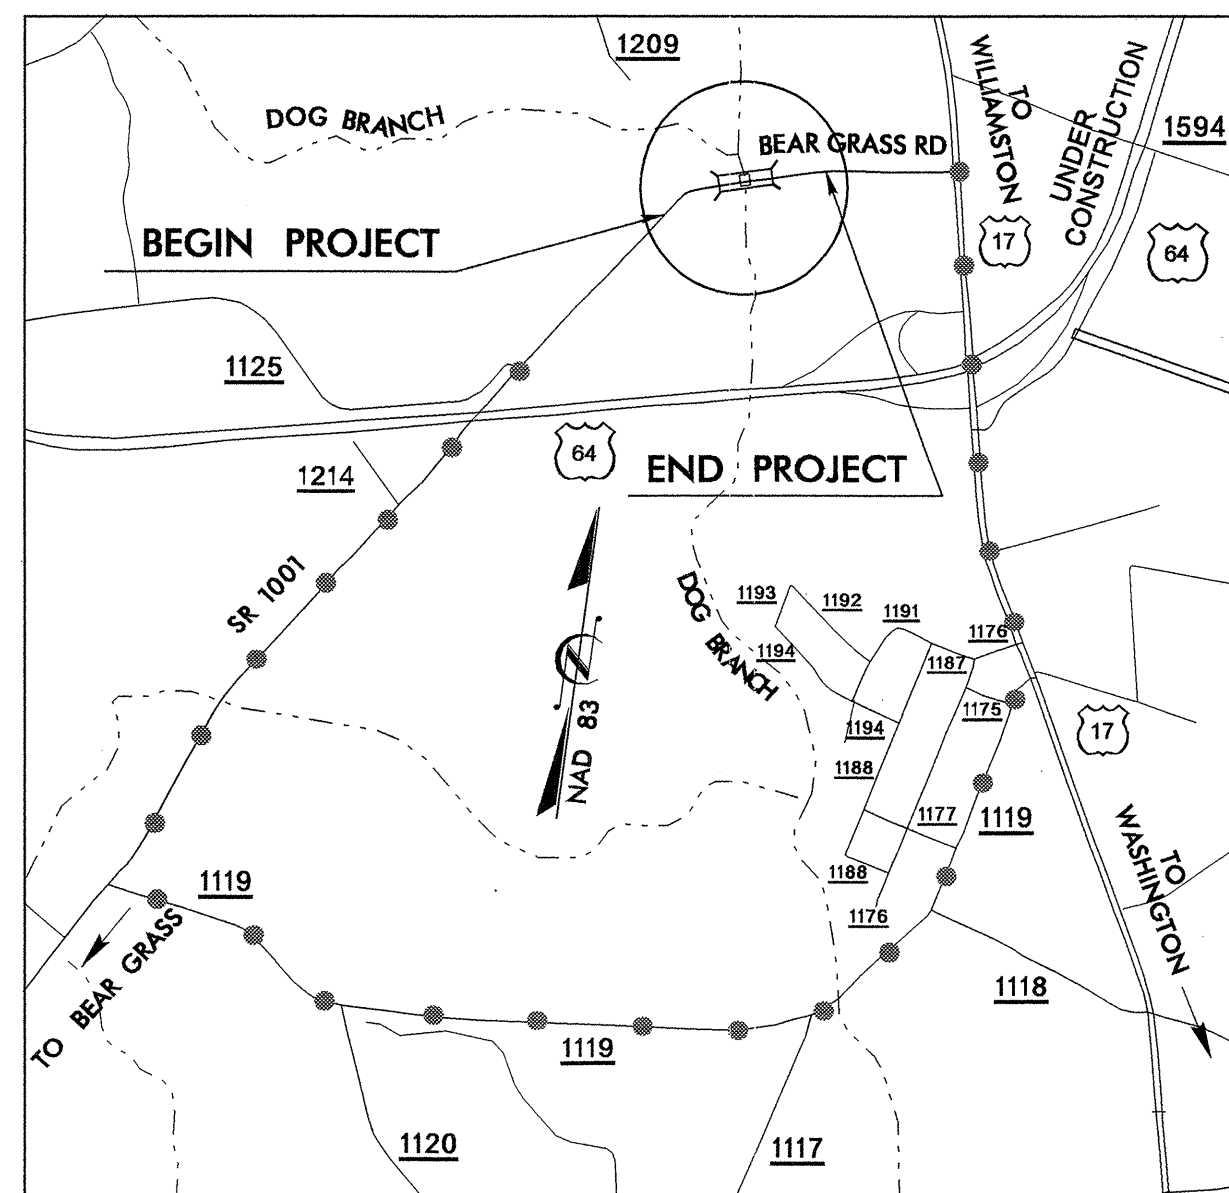 1209
DOG BRANCH
BEAR GRASS RD
TO
WILLIAMSTON
UNDER
CONSTRUCTION
1594
17
64
BEGIN PROJECT
1125
64
END PROJECT
1214
SR 1001
NAD 83
DOG BRANCH
1193
1192
1191
1176
1194
1187
1175
1194
17
1188
1177
1119
1188
1176
TO
WASHINGTON
1119
TO BEAR GRASS
1118
1119
1120
1117